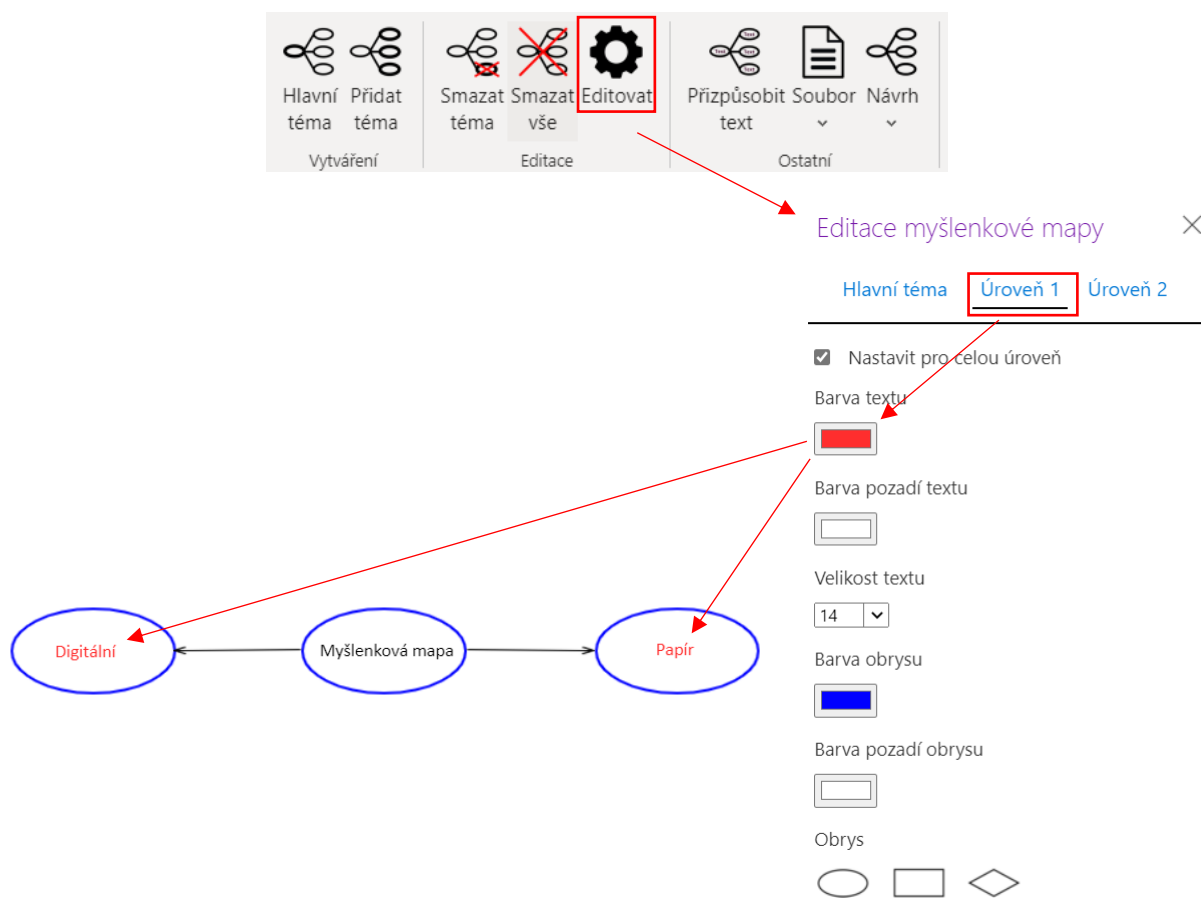 Hlavní téma
Přidat téma
Smazat téma
Smazat vše
Editovat
Přizpůsobit text
Soubor
Návrh
Vytváření
Editace
Ostatní
Editace myšlenkové mapy
Hlavní téma
Úroveň 1
Úroveň 2
Nastavit pro celou úroveň
Barva textu
Barva pozadí textu
Velikost textu
14
Barva obrysu
Barva pozadí obrysu
Obrys
Digitální
Myšlenková mapa
Papír